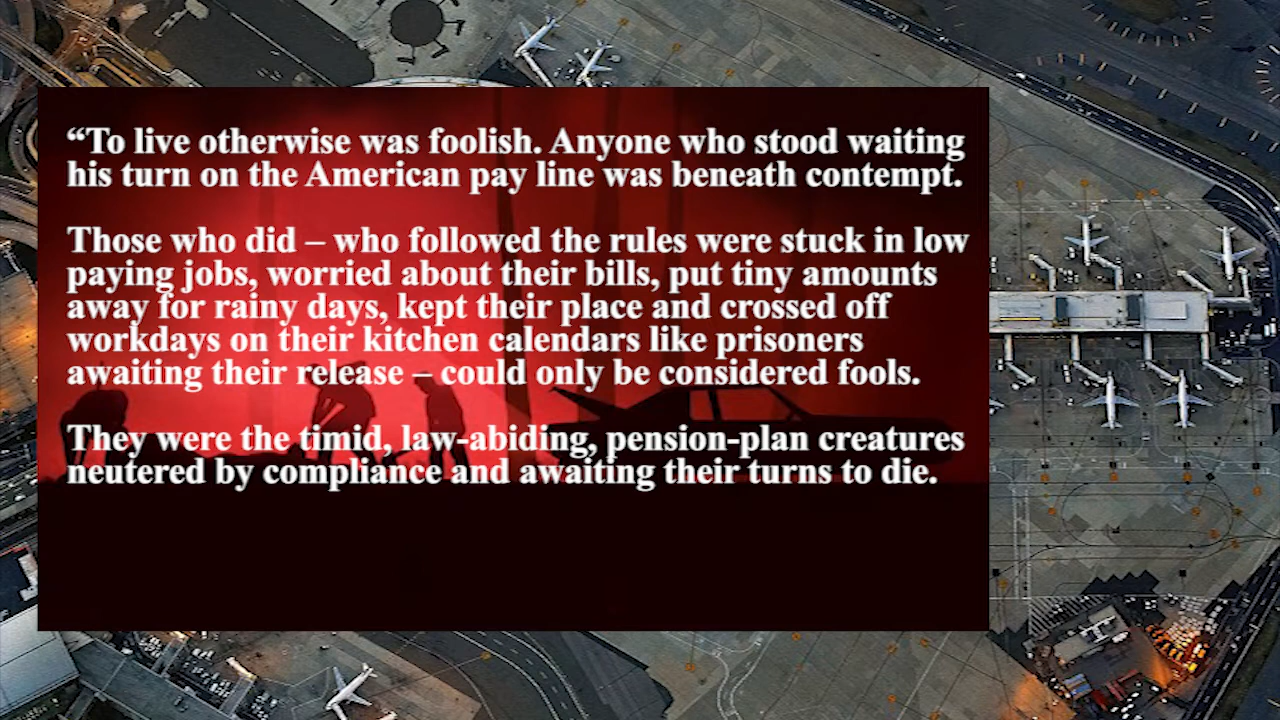 “To live otherwise was foolish. Anyone who stood waiting
his turn on the American pay line was beneath contempt.
Those who did – who followed the rules were stuck in low
paying jobs, worried about their bills, put tiny amounts
away for rainy days, kept their place and crossed off
workdays on their kitchen calendars like prisoners
awaiting their release – could only be considered fools.
They were the timid, law-abiding, pension-plan creatures
neutered by compliance and awaiting their turns to die.